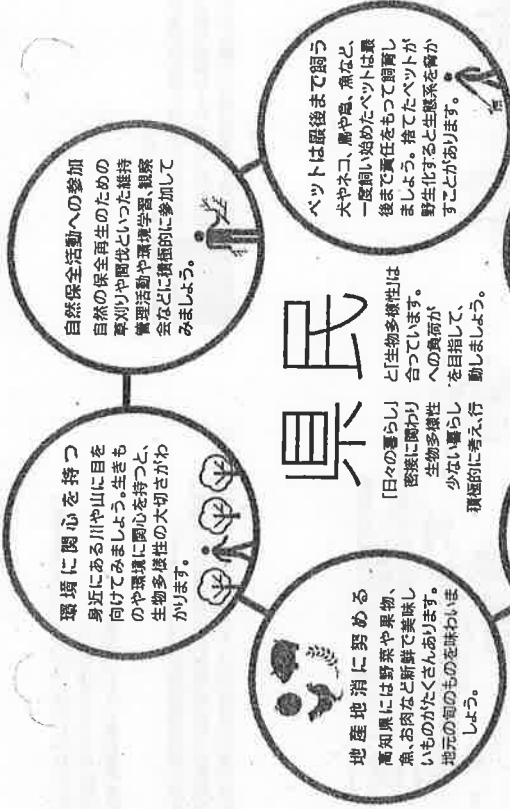 環境に関心を持つ
身近にある川や山に目を
向けてみましょう。生きも
のや環境に関心を持つと、
生物多様性の大切さがわ
かります。
自然保全活動への参加
自然の保全再生のための
草刈りや間伐といった維持
管理活動や環境学習、観察
会などに積極的に参加して
みましょう。
地産地消に努める
高知県には野菜や果物、
魚、お肉など新鮮で美味し
いものがたくさんあります。
地元の旬のものを味わいま
しょう。
県民
「日々の暮らし」と「生物多様性」は
密接に関わり合っています。
生物多様性への負荷が
少ない暮らしを目指して、
積極的に考え、行動しましょう。
ペットは最後まで飼う
犬やネコ、鳥や亀、魚など、
一度飼い始めたペットは最
後まで責任をもって飼育し
ましょう。捨てたペットが
野生化すると生態系を脅か
すことがあります。